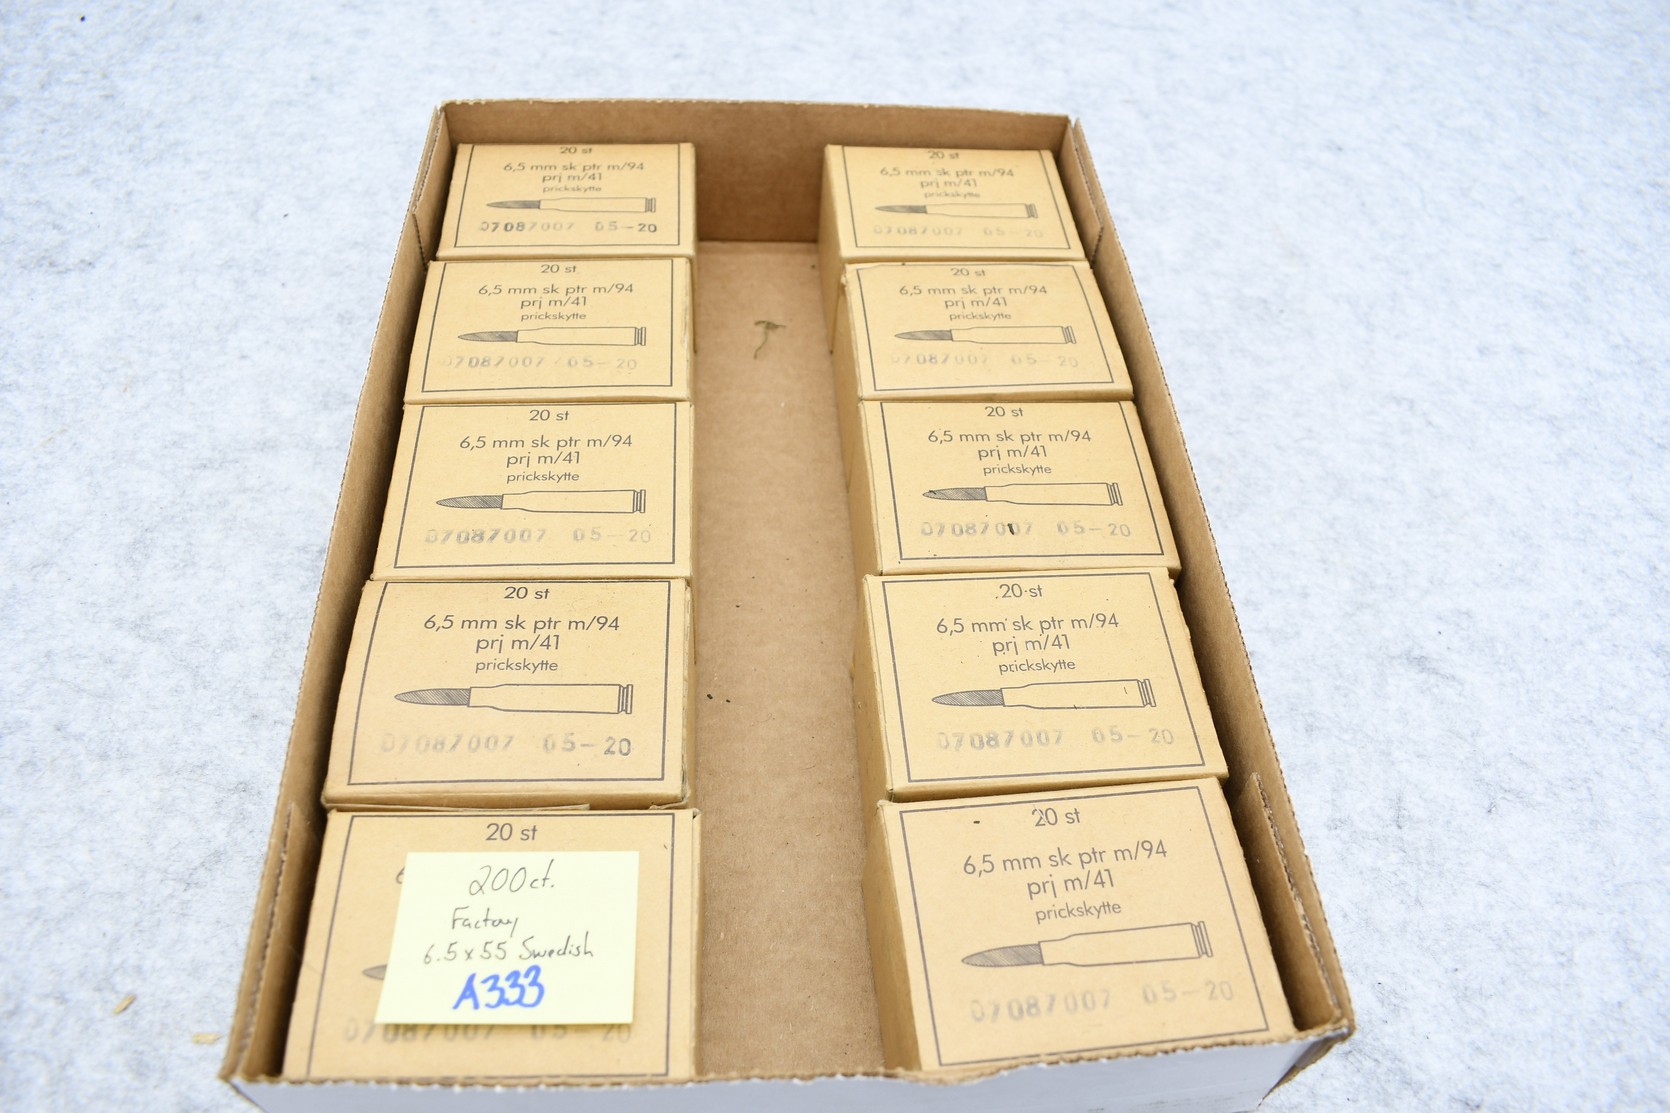 20 st
6,5 mm sk ptr m/94
prj m/41
prickskytte
07087007 05-20
20 st
6,5 mm sk ptr m/94
prj m/41
prickskytte
07087007 05-20
20 st
6,5 mm sk ptr m/94
prj m/41
prickskytte
07087007 05-20
20 st
6,5 mm sk ptr m/94
prj m/41
prickskytte
07087007 05-20
20 st
200 ct.
Factory
6.5x55 Swedish
A333
07087007 05 20
20 st
6,5 mm sk ptr m/94
prj m/41
prickskytte
07087007 05-20
20 st
6,5 mm sk ptr m/94
prj m/41
prickskytte
07087007 05-20
20 st
6,5 mm sk ptr m/94
prj m/41
prickskytte
07087007 05-20
20 st
6,5 mm sk ptr m/94
prj m/41
prickskytte
07087007 05-20
20 st
6,5 mm sk ptr m/94
prj m/41
prickskytte
07087007 05-20